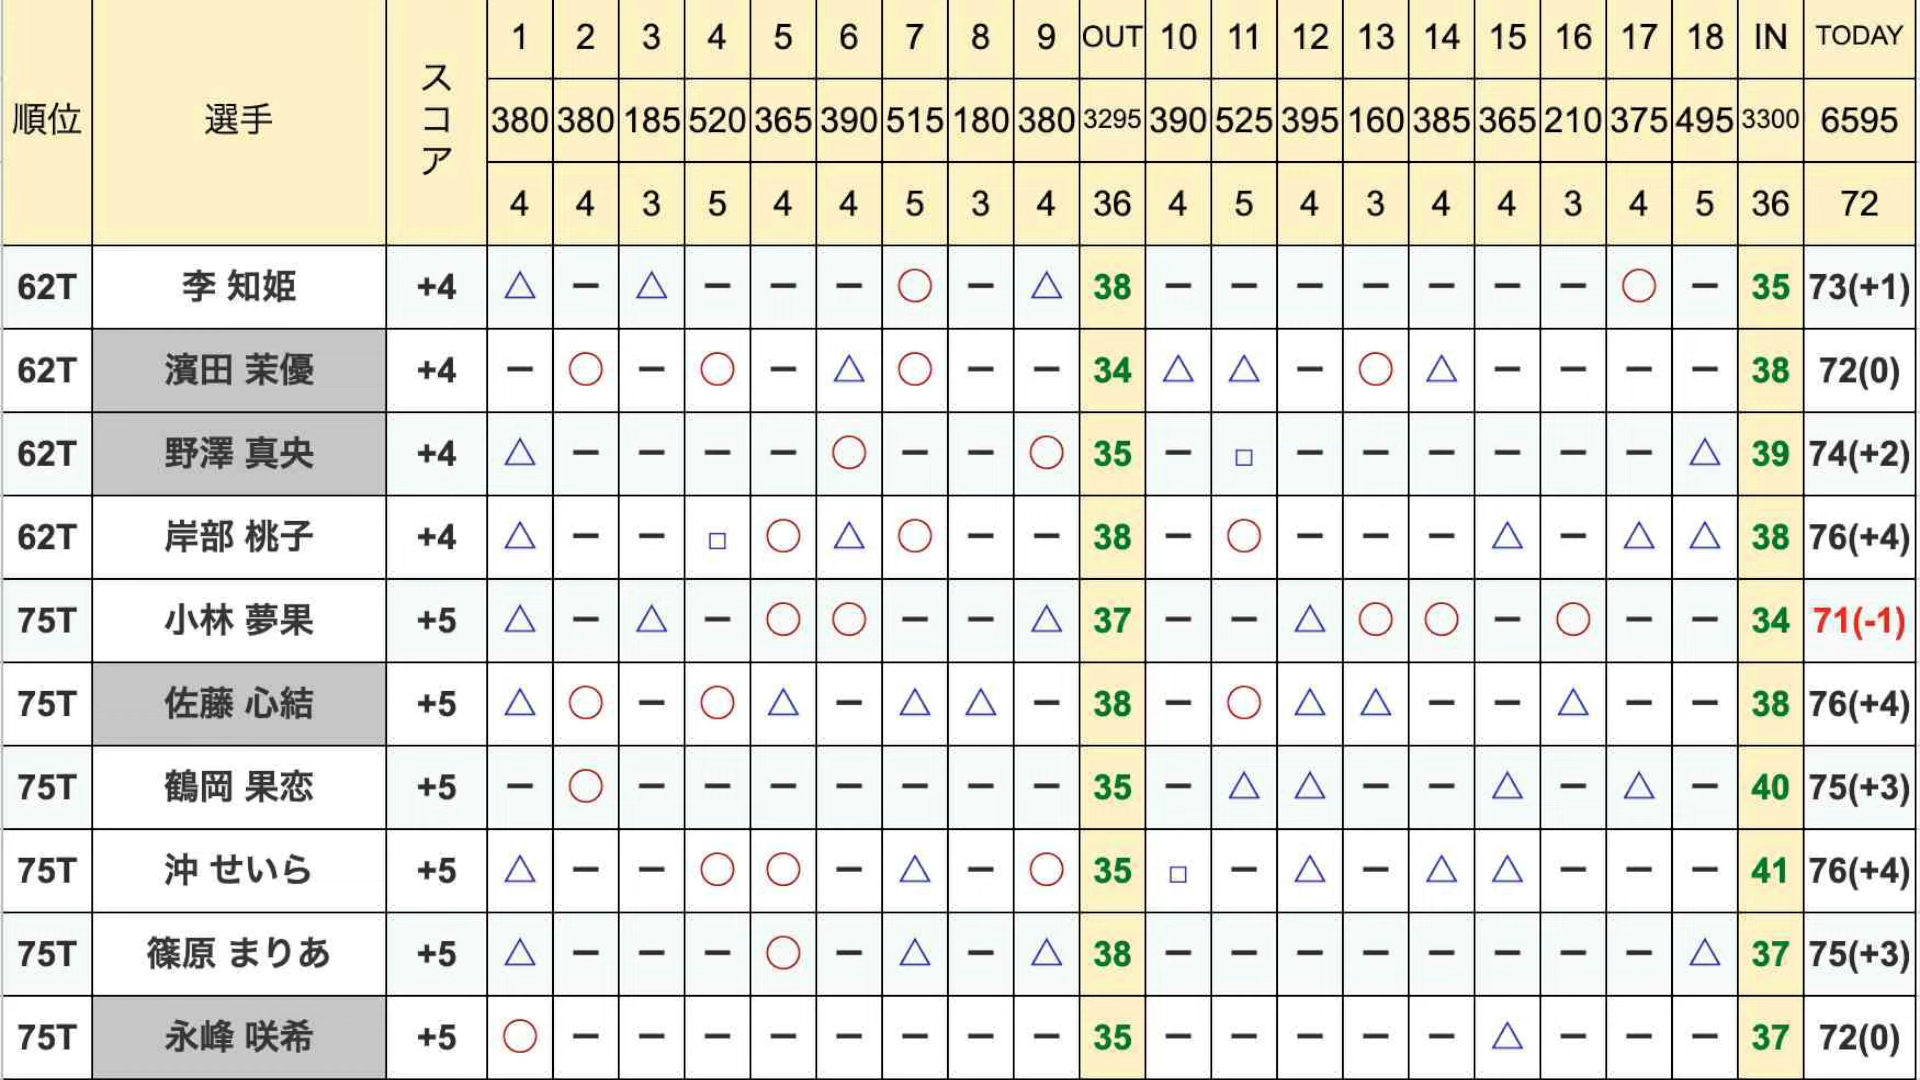 順位 選手 スコア 1 2 3 4 5 6 7 8 9 OUT 10 11 12 13 14 15 16 17 18 IN TODAY
380 380 185 520 365 390 515 180 380 3295 390 525 395 160 385 365 210 375 495 3300 6595
4 4 3 5 4 4 5 3 4 36 4 5 4 3 4 4 3 4 5 36 72
62T 李 知姫 +4 △ − △ − − − ○ − △ 38 − − − − − − − ○ − 35 73(+1)
62T 濱田 茉優 +4 − ○ − ○ − △ ○ − − 34 △ △ − ○ △ − − − − 38 72(0)
62T 野澤 真央 +4 △ − − − − ○ − − ○ 35 − □ − − − − − − △ 39 74(+2)
62T 岸部 桃子 +4 △ − − □ ○ △ ○ − − 38 − ○ − − − △ − △ △ 38 76(+4)
75T 小林 夢果 +5 △ − △ − ○ ○ − − △ 37 − − △ ○ ○ − ○ − − 34 71(-1)
75T 佐藤 心結 +5 △ ○ − ○ △ − △ △ − 38 − ○ △ △ − − △ − − 38 76(+4)
75T 鶴岡 果恋 +5 − ○ − − − − − − − 35 − △ △ − − △ − △ − 40 75(+3)
75T 沖 せいら +5 △ − − ○ ○ − △ − ○ 35 □ − △ − △ △ − − − 41 76(+4)
75T 篠原 まりあ +5 △ − − − ○ − △ − △ 38 − − − − − − − − △ 37 75(+3)
75T 永峰 咲希 +5 ○ − − − − − − − − 35 − − − − − △ − − − 37 72(0)